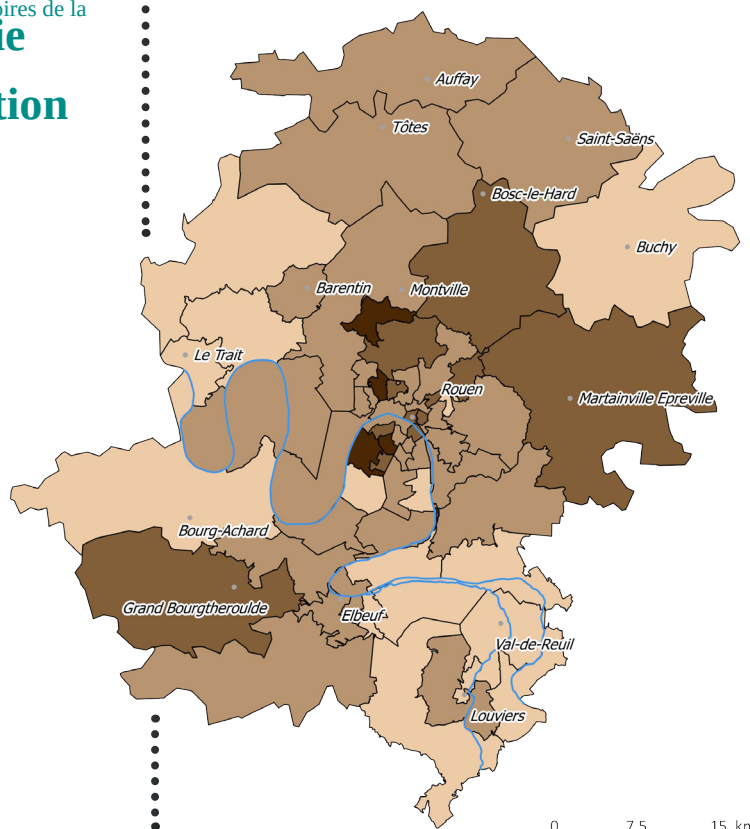 oires de la
ie
tion
Auffay
Tôtes
Saint-Saëns
Bosc-le-Hard
Buchy
Barentin
Montville
Le Trait
Rouen
Martainville Epreville
Bourg-Achard
Grand Bourgtheroulde
Elbeuf
Val-de-Reuil
Louviers
0 7.5 15 km